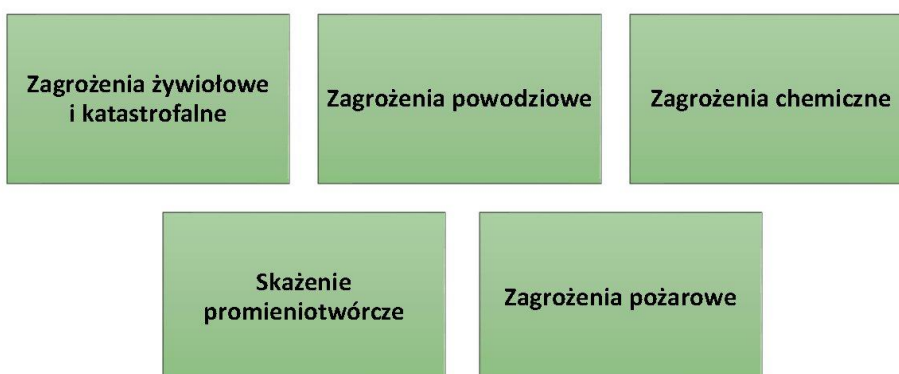 Zagrożenia żywiołowe
i katastrofalne
Zagrożenia powodziowe
Zagrożenia chemiczne
Skażenie
promieniotwórcze
Zagrożenia pożarowe